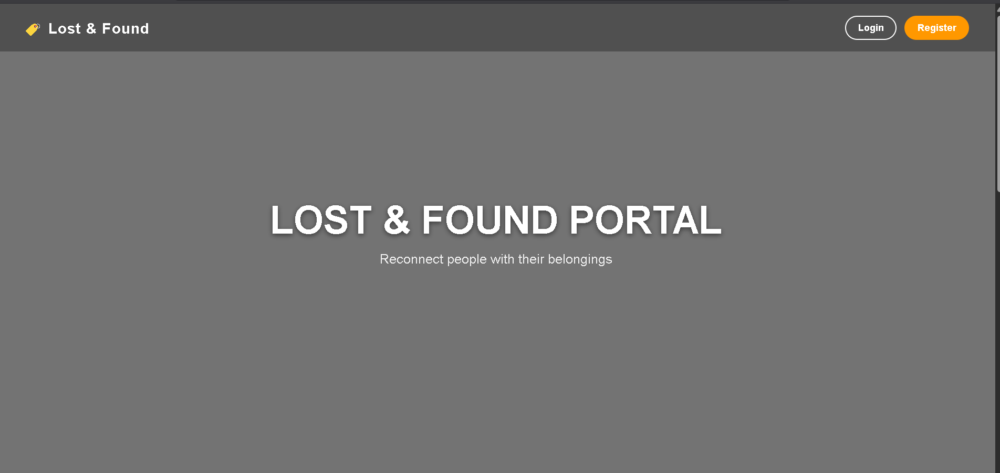 Lost & Found
Login
Register
LOST & FOUND PORTAL
Reconnect people with their belongings